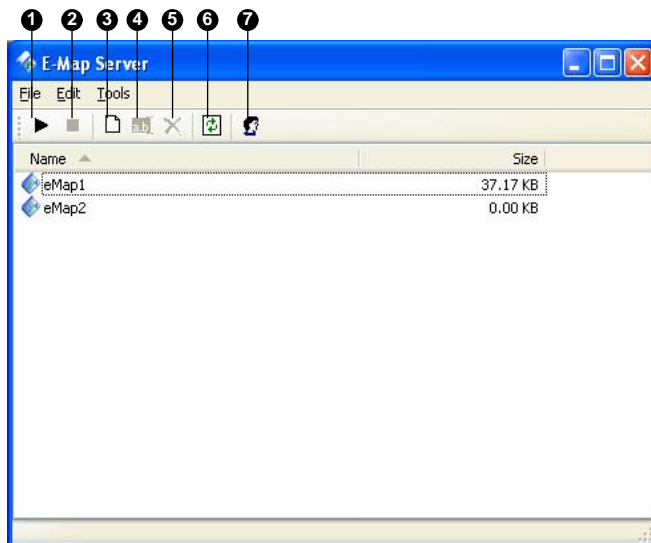 1 2 3 4 5 6 7
E-Map Server
File Edit Tools
a.b
Name Size
eMap1 37.17 KB
eMap2 0.00 KB